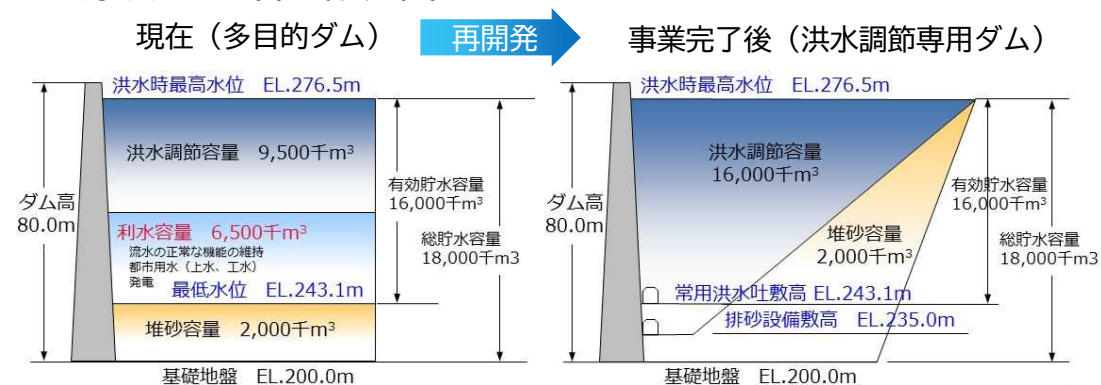 現在（多目的ダム）
再開発
事業完了後（洪水調節専用ダム）
洪水時最高水位　EL.276.5m
洪水調節容量　9,500千m³
有効貯水容量
16,000千m³
ダム高
80.0m
利水容量　6,500千m³
流水の正常な機能の維持
都市用水（上水、工水）
発電
総貯水容量
18,000千m3
最低水位　EL.243.1m
堆砂容量　2,000千m³
基礎地盤　EL.200.0m
洪水時最高水位　EL.276.5m
洪水調節容量
16,000千m³
有効貯水容量
16,000千m³
ダム高
80.0m
堆砂容量
2,000千m³
総貯水容量
18,000千m3
常用洪水吐敷高 EL.243.1m
排砂設備敷高　EL.235.0m
基礎地盤　EL.200.0m